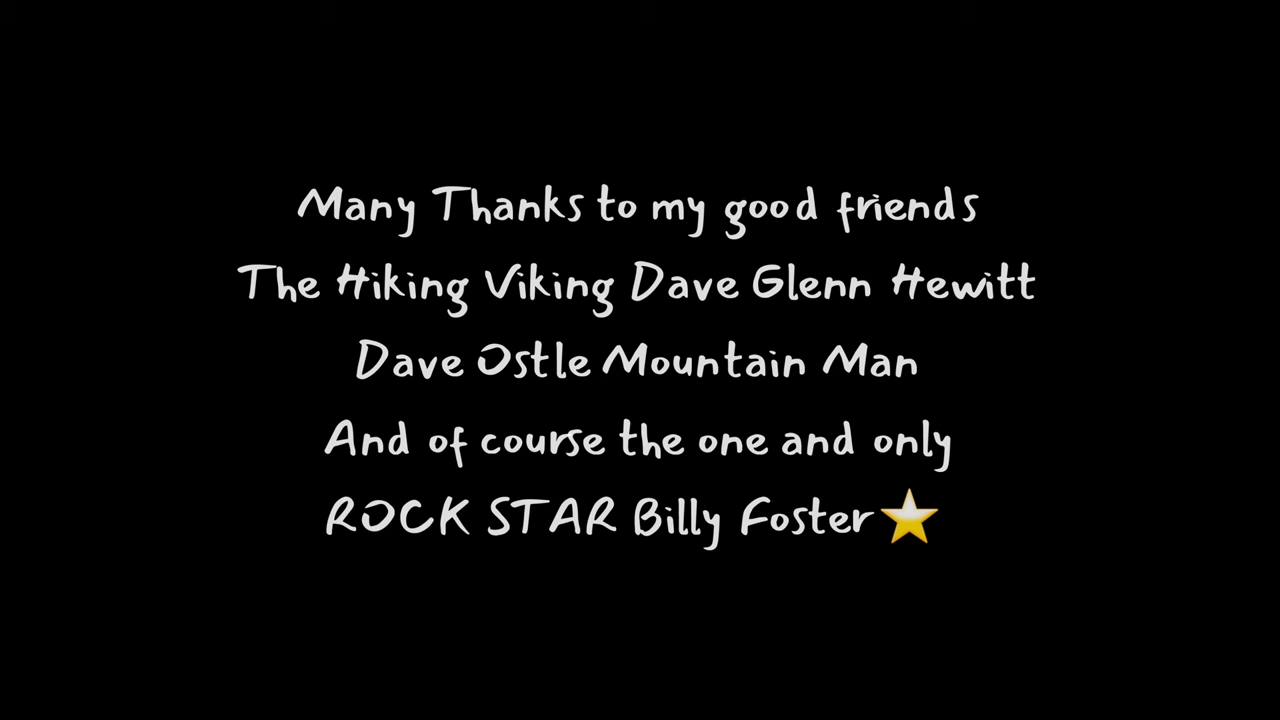 Many Thanks to my good friends
The Hiking Viking Dave Glenn Hewitt
Dave Ostle Mountain Man
And of course the one and only
ROCK STAR Billy Foster⭐